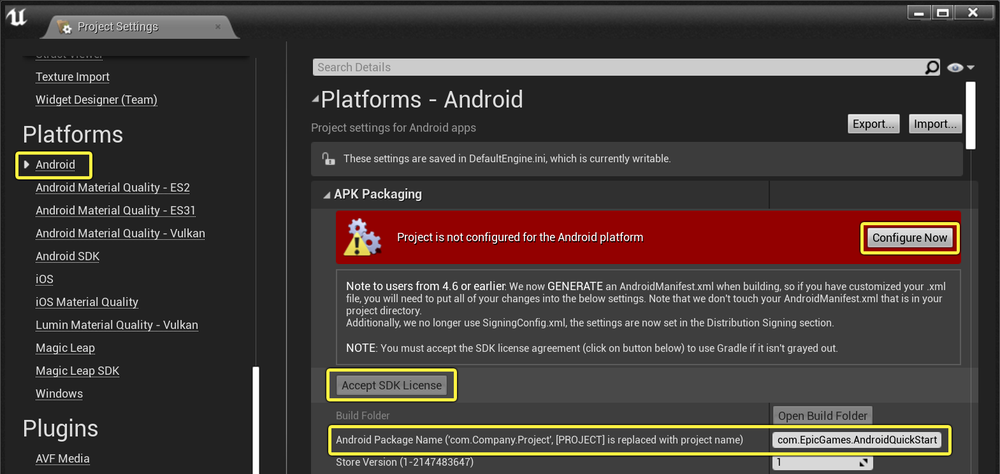 Project Settings
Struct Viewer
Texture Import
Widget Designer (Team)
Platforms
Android
Android Material Quality - ES2
Android Material Quality - ES31
Android Material Quality - Vulkan
Android SDK
iOS
iOS Material Quality
Lumin Material Quality - Vulkan
Magic Leap
Magic Leap SDK
Windows
Plugins
AVF Media
Search Details
Platforms - Android
Project settings for Android apps
Export...
Import...
These settings are saved in DefaultEngine.ini, which is currently writable.
APK Packaging
Project is not configured for the Android platform
Configure Now
Note to users from 4.6 or earlier: We now GENERATE an AndroidManifest.xml when building, so if you have customized your .xml
file, you will need to put all of your changes into the below settings. Note that we don't touch your AndroidManifest.xml that is in your
project directory.
Additionally, we no longer use SigningConfig.xml, the settings are now set in the Distribution Signing section.
NOTE: You must accept the SDK license agreement (click on button below) to use Gradle if it isn't grayed out.
Accept SDK License
Build Folder
Open Build Folder
Android Package Name ('com.Company.Project', [PROJECT] is replaced with project name)
com.EpicGames.AndroidQuickStart
Store Version (1-2147483647)
1